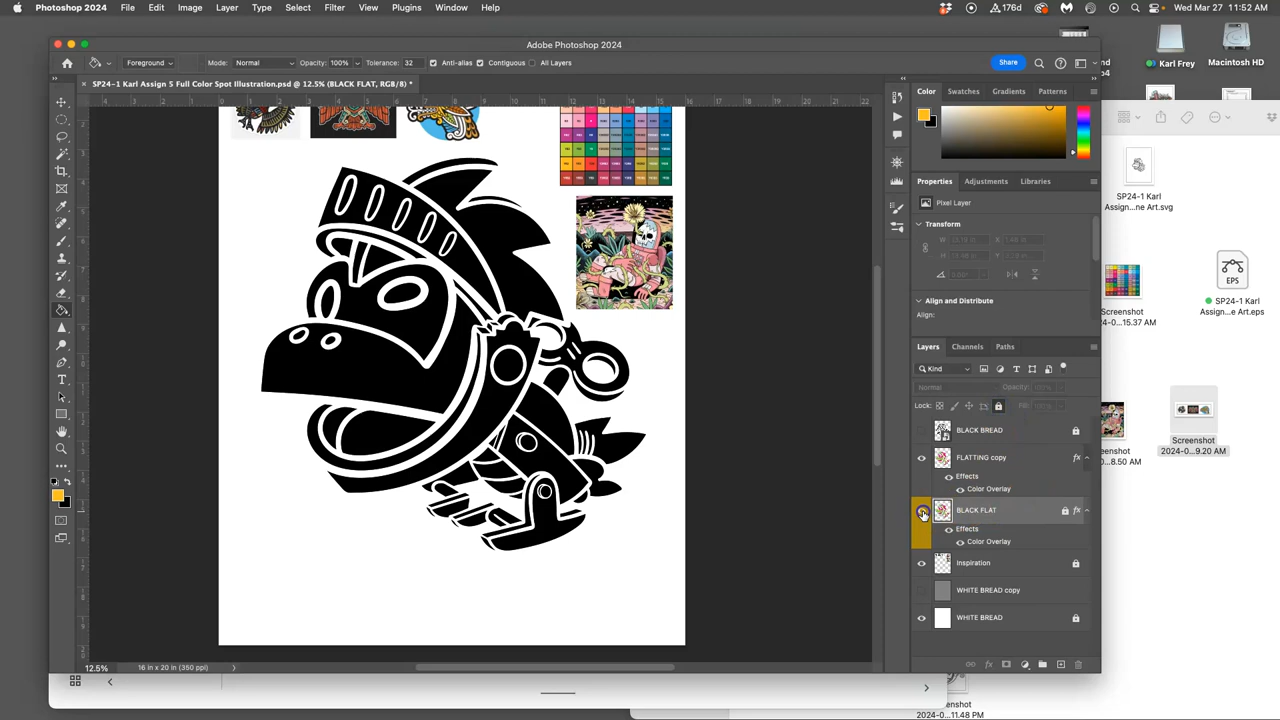 Photoshop 2024 File Edit Image Layer Type Select Filter View Plugins Window Help 176d Wed Mar 27 11:52 AM
Adobe Photoshop 2024
Foreground Mode: Normal Opacity: 100% Tolerance: 32 Anti-alias Contiguous All Layers Share
SP24-1 Karl Assign 5 Full Color Spot Illustration.psd @ 12.5% (BLACK FLAT, RGB/8) *
Color Swatches Gradients Patterns
Properties Adjustments Libraries
Pixel Layer
Transform
Align and Distribute
Align:
Layers Channels Paths
Kind
Normal Opacity:
Lock:
BLACK BREAD
FLATTING copy fx
Effects
Color Overlay
BLACK FLAT fx
Effects
Color Overlay
Inspiration
WHITE BREAD copy
WHITE BREAD
fx
12.5% 16 in x 20 in (350 ppi)
Karl Frey
Macintosh HD
SP24-1 Karl
Assign...ne Art.svg
EPS
SP24-1 Karl
Assign...ne Art.eps
Screenshot
24-0...15.37 AM
Screenshot
2024-0...9.20 AM
Screenshot
2024-0...11.48 PM